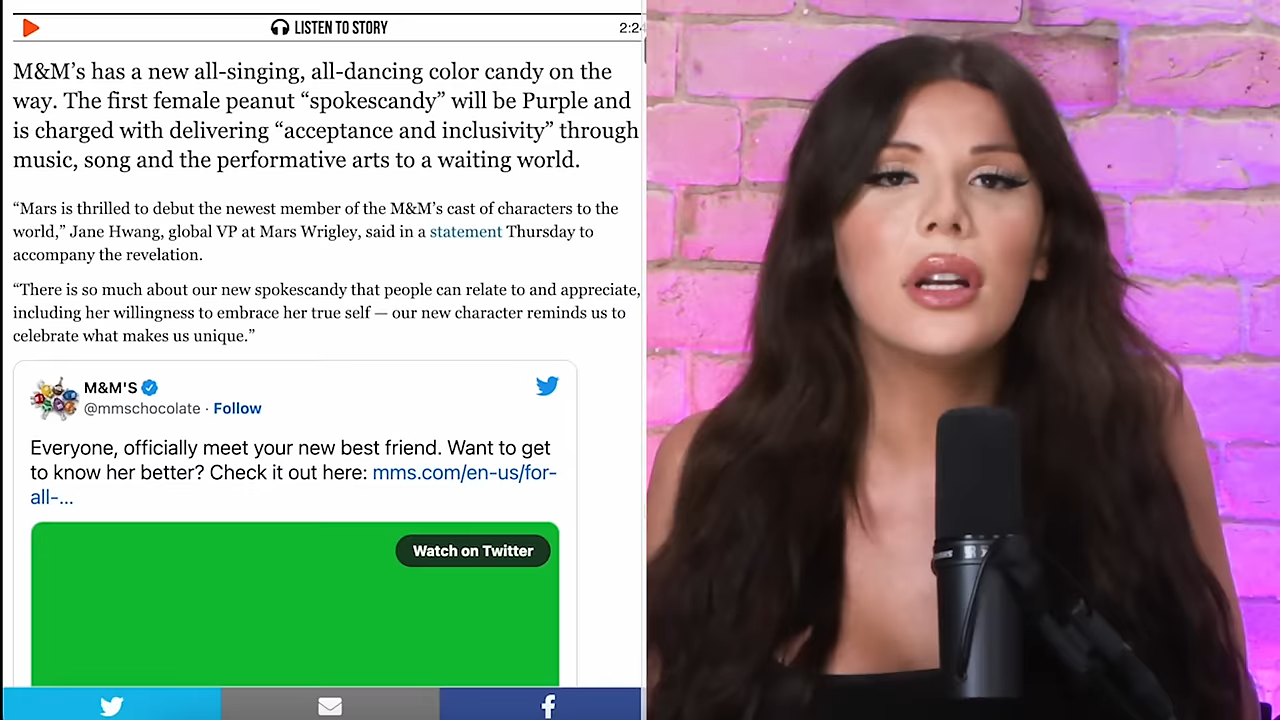 LISTEN TO STORY
2:24
M&M’s has a new all-singing, all-dancing color candy on the
way. The first female peanut “spokescandy” will be Purple and
is charged with delivering “acceptance and inclusivity” through
music, song and the performative arts to a waiting world.
“Mars is thrilled to debut the newest member of the M&M’s cast of characters to the
world,” Jane Hwang, global VP at Mars Wrigley, said in a statement Thursday to
accompany the revelation.
“There is so much about our new spokescandy that people can relate to and appreciate,
including her willingness to embrace her true self — our new character reminds us to
celebrate what makes us unique.”
M&M'S
@mmschocolate · Follow
Everyone, officially meet your new best friend. Want to get
to know her better? Check it out here: mms.com/en-us/for-
all-...
Watch on Twitter